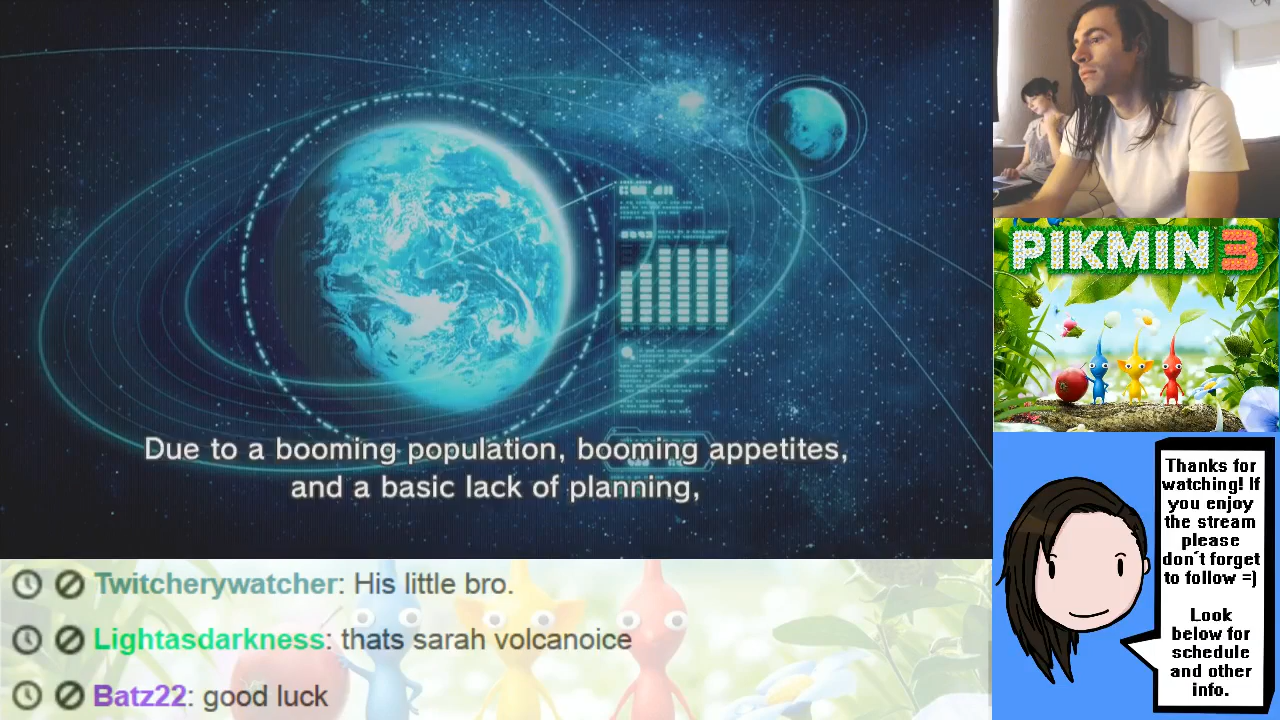 Due to a booming population, booming appetites,
and a basic lack of planning,
Twitcherywatcher: His little bro.
Lightasdarkness: thats sarah volcanoice
Batz22: good luck
PIKMIN 3
Thanks for
watching! If
you enjoy
the stream
please
don´t forget
to follow =)
Look
below for
schedule
and other
info.